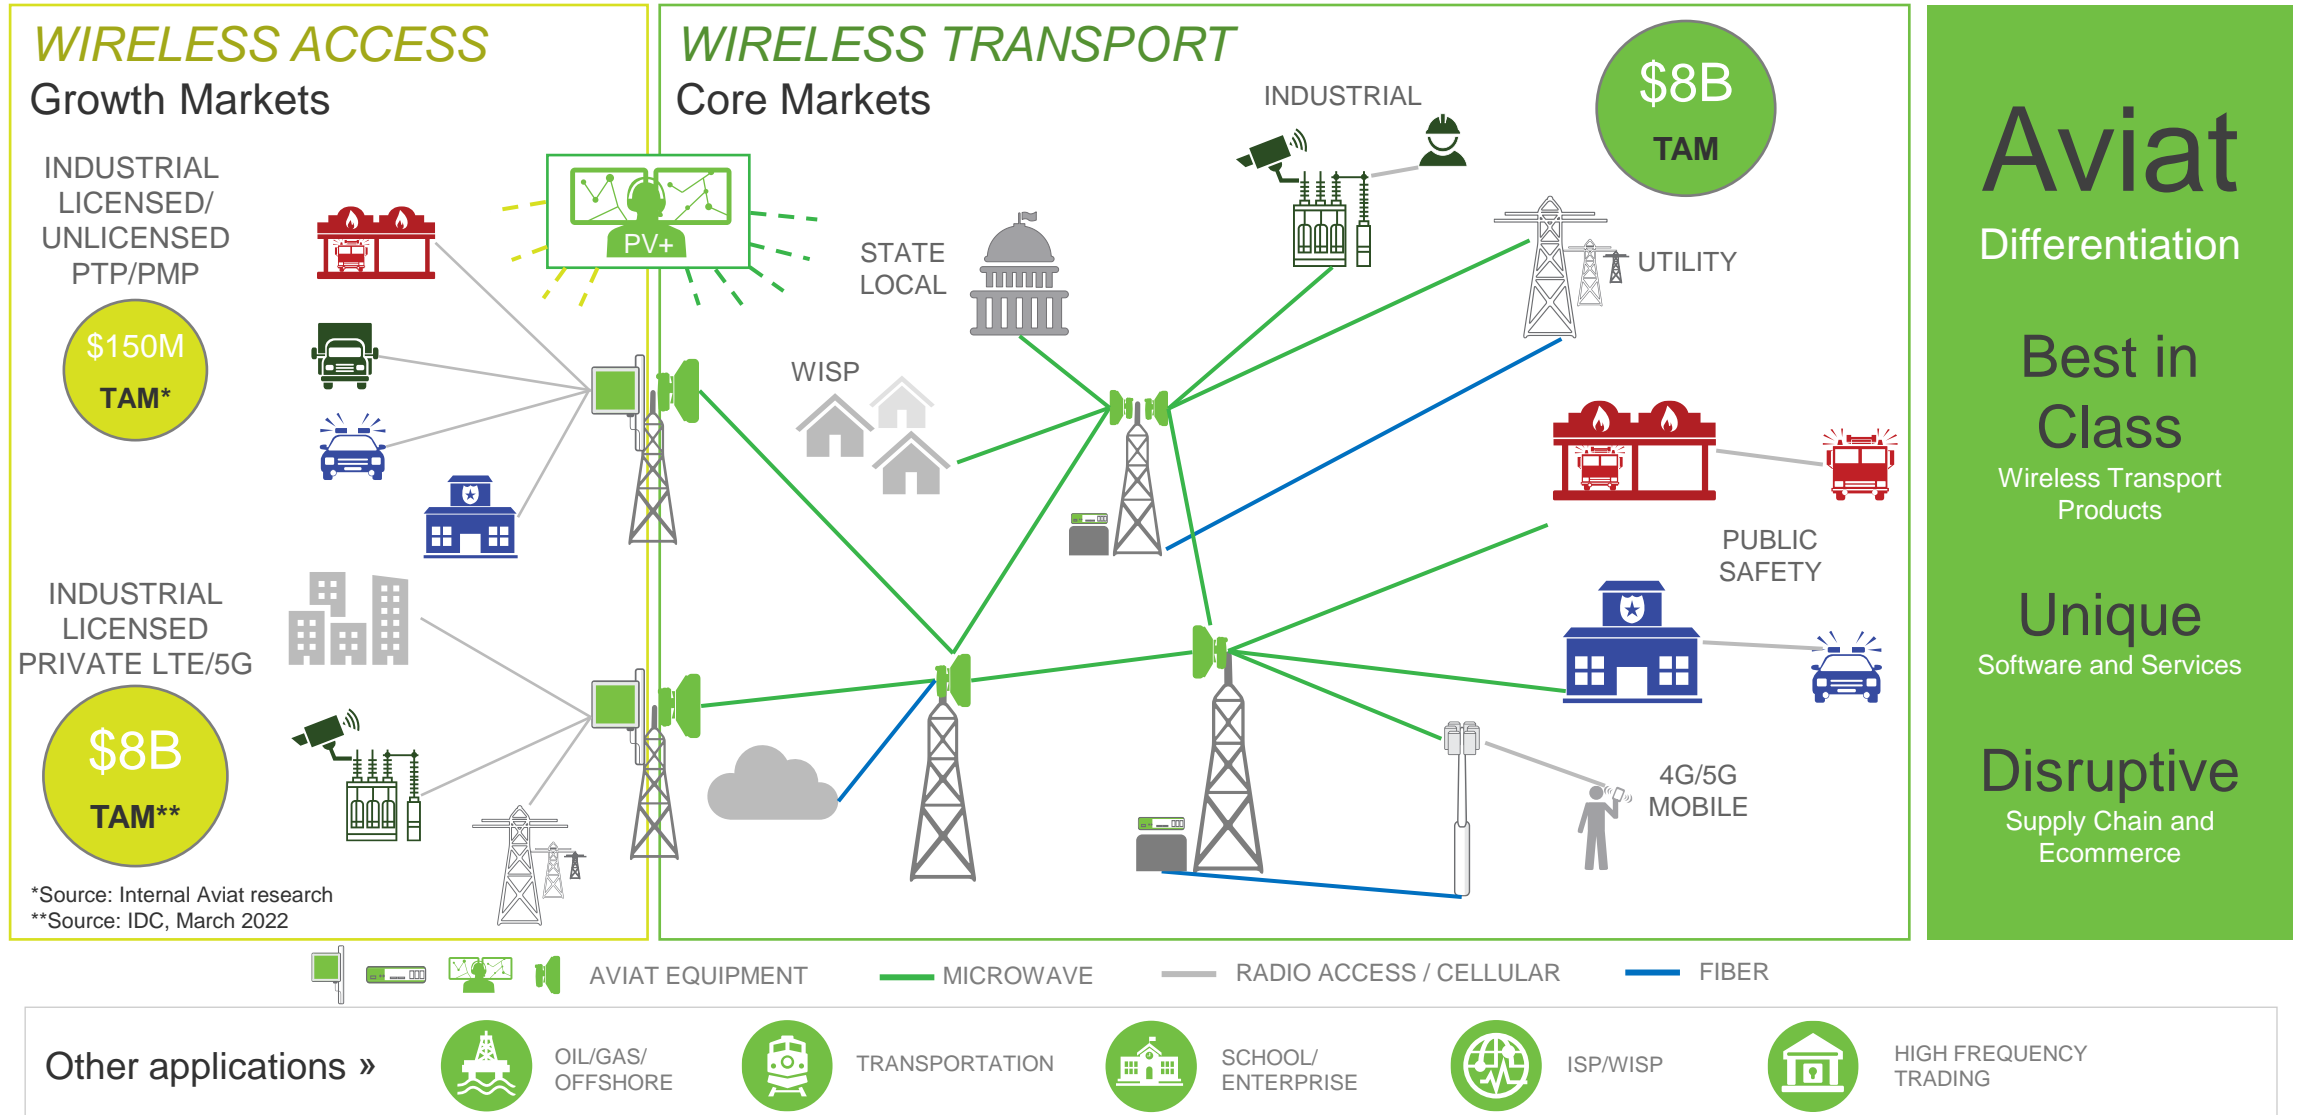 WIRELESS ACCESS
Growth Markets
INDUSTRIAL
LICENSED/
UNLICENSED
PTP/PMP
$150M
TAM*
INDUSTRIAL
LICENSED
PRIVATE LTE/5G
$8B
TAM**
*Source: Internal Aviat research
**Source: IDC, March 2022
PV+
WIRELESS TRANSPORT
Core Markets
$8B
TAM
INDUSTRIAL
STATE
LOCAL
UTILITY
WISP
PUBLIC
SAFETY
4G/5G
MOBILE
Aviat
Differentiation
Best in
Class
Wireless Transport
Products
Unique
Software and Services
Disruptive
Supply Chain and
Ecommerce
AVIAT EQUIPMENT
MICROWAVE
RADIO ACCESS / CELLULAR
FIBER
Other applications »
OIL/GAS/
OFFSHORE
TRANSPORTATION
SCHOOL/
ENTERPRISE
ISP/WISP
HIGH FREQUENCY
TRADING